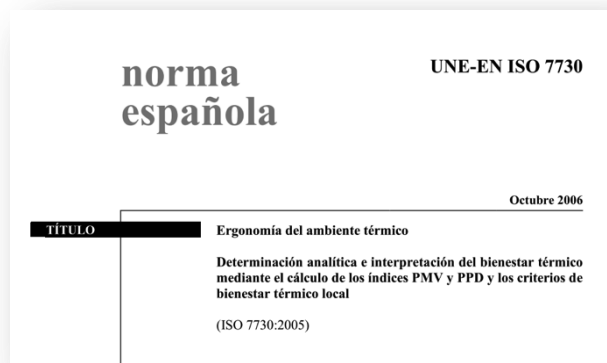 norma
española
UNE-EN ISO 7730
Octubre 2006
TÍTULO
Ergonomía del ambiente térmico
Determinación analítica e interpretación del bienestar térmico
mediante el cálculo de los índices PMV y PPD y los criterios de
bienestar térmico local
(ISO 7730:2005)